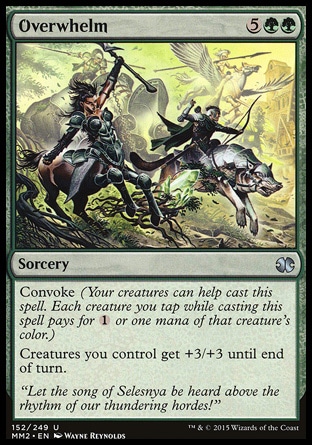 Overwhelm 5
Sorcery
Convoke (Your creatures can help cast this
spell. Each creature you tap while casting
this spell pays for 1 or one mana of that creature's
color.)
Creatures you control get +3/+3 until end
of turn.
"Let the song of Selesnya be heard above the
rhythm of our thundering hordes!"
152/249 U
MM2 • EN Wayne Reynolds ™ & © 2015 Wizards of the Coast